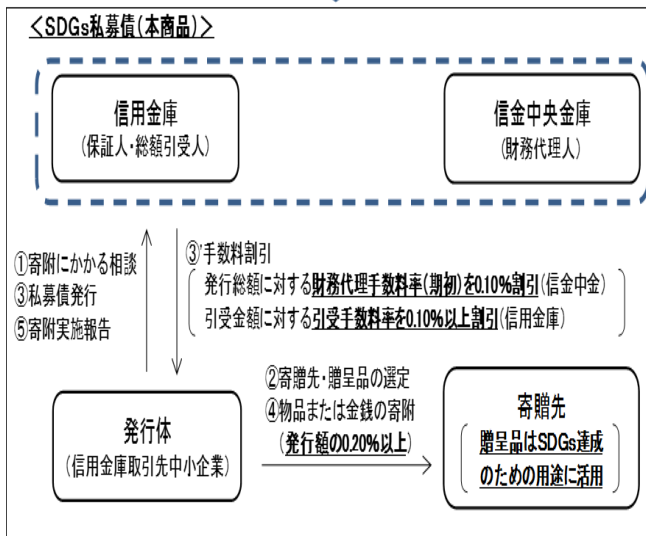 <SDGs私募債(本商品)>
信用金庫
(保証人・総額引受人)
信金中央金庫
(財務代理人)
①寄附にかかる相談
③私募債発行
⑤寄附実施報告
③’手数料割引
発行総額に対する財務代理手数料率(期初)を0.10%割引(信金中金)
引受金額に対する引受手数料率を0.10%以上割引(信用金庫)
②寄贈先・贈呈品の選定
④物品または金銭の寄附
(発行額の0.20%以上)
発行体
(信用金庫取引先中小企業)
寄贈先
贈呈品はSDGs達成
のための用途に活用